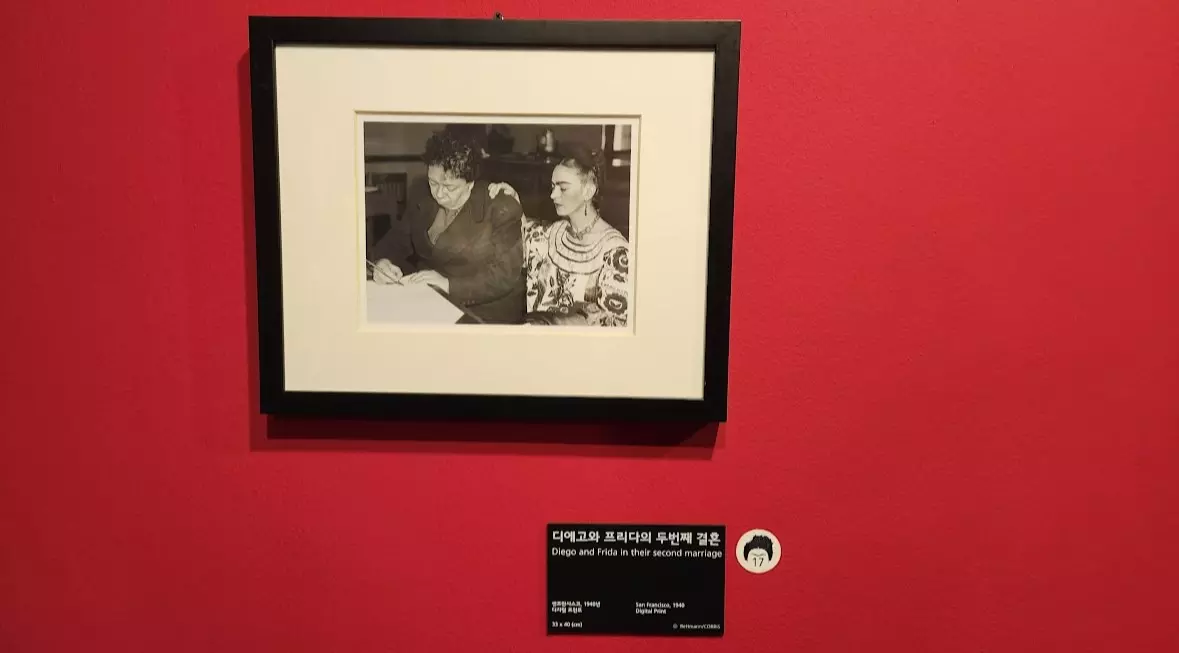 디에고와 프리다의 두번째 결혼
Diego and Frida in their second marriage
샌프란시스코, 1940년
디지털 프린트
San Francisco, 1940
Digital Print
33 x 40 (cm)
© Bettmann/CORBIS
17